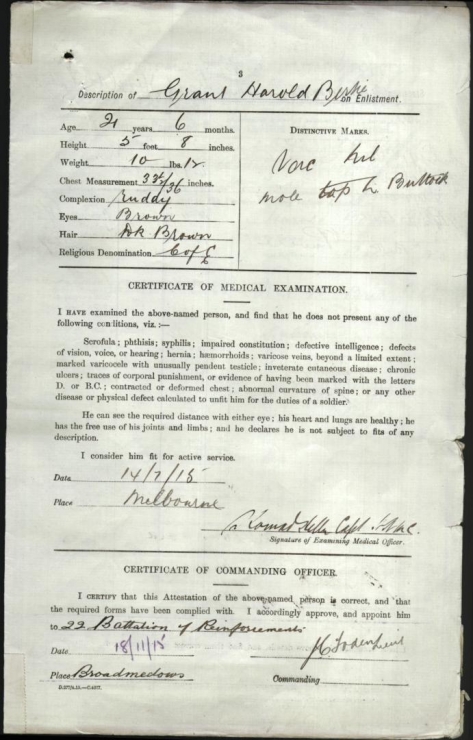 3
Description of Grant Harold on Enlistment.
Age 21 years 6 months.
Height 5 feet 8 inches.
Weight 10 lbs. 12
Chest Measurement 33½/36 inches.
Complexion ruddy
Eyes Brown
Hair Dk Brown
Religious Denomination C of E
DISTINCTIVE MARKS.
Vacc
mole L Buttock
CERTIFICATE OF MEDICAL EXAMINATION.
I HAVE examined the above-named person, and find that he does not present any of the
following conditions, viz. :—
Scrofula; phthisis; syphilis; impaired constitution; defective intelligence; defects
of vision, voice, or hearing; hernia; hæmorrhoids; varicose veins, beyond a limited extent;
marked varicocele with unusually pendent testicle; inveterate cutaneous disease; chronic
ulcers; traces of corporal punishment, or evidence of having been marked with the letters
D. or B.C.; contracted or deformed chest; abnormal curvature of spine; or any other
disease or physical defect calculated to unfit him for the duties of a soldier.
He can see the required distance with either eye; his heart and lungs are healthy; he
has the free use of his joints and limbs; and he declares he is not subject to fits of any
description.
I consider him fit for active service.
Date 14/7/15
Place Melbourne
Capt
Signature of Examining Medical Officer.
CERTIFICATE OF COMMANDING OFFICER.
I CERTIFY that this Attestation of the above-named person is correct, and that
the required forms have been complied with. I accordingly approve, and appoint him
to 22 Battalion 9 Reinforcements
Date 18/11/15
Place Broadmedows
Commanding